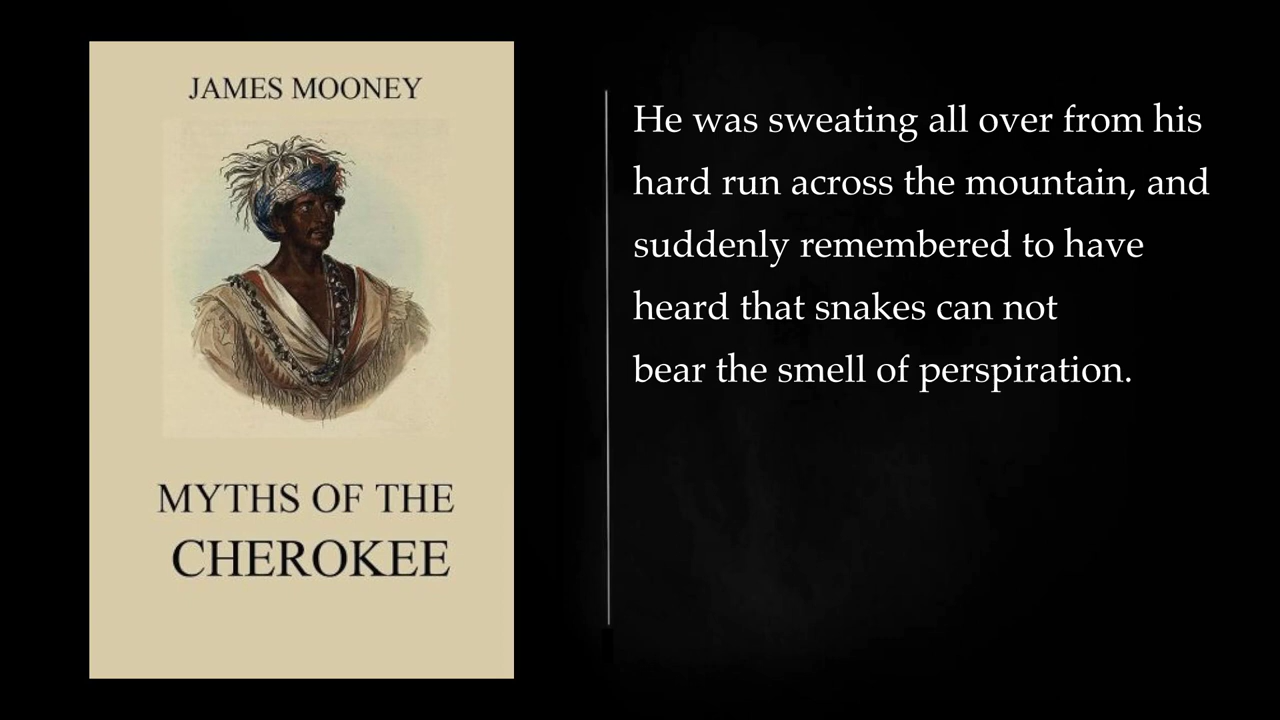 JAMES MOONEY
MYTHS OF THE
CHEROKEE
He was sweating all over from his
hard run across the mountain, and
suddenly remembered to have
heard that snakes can not
bear the smell of perspiration.